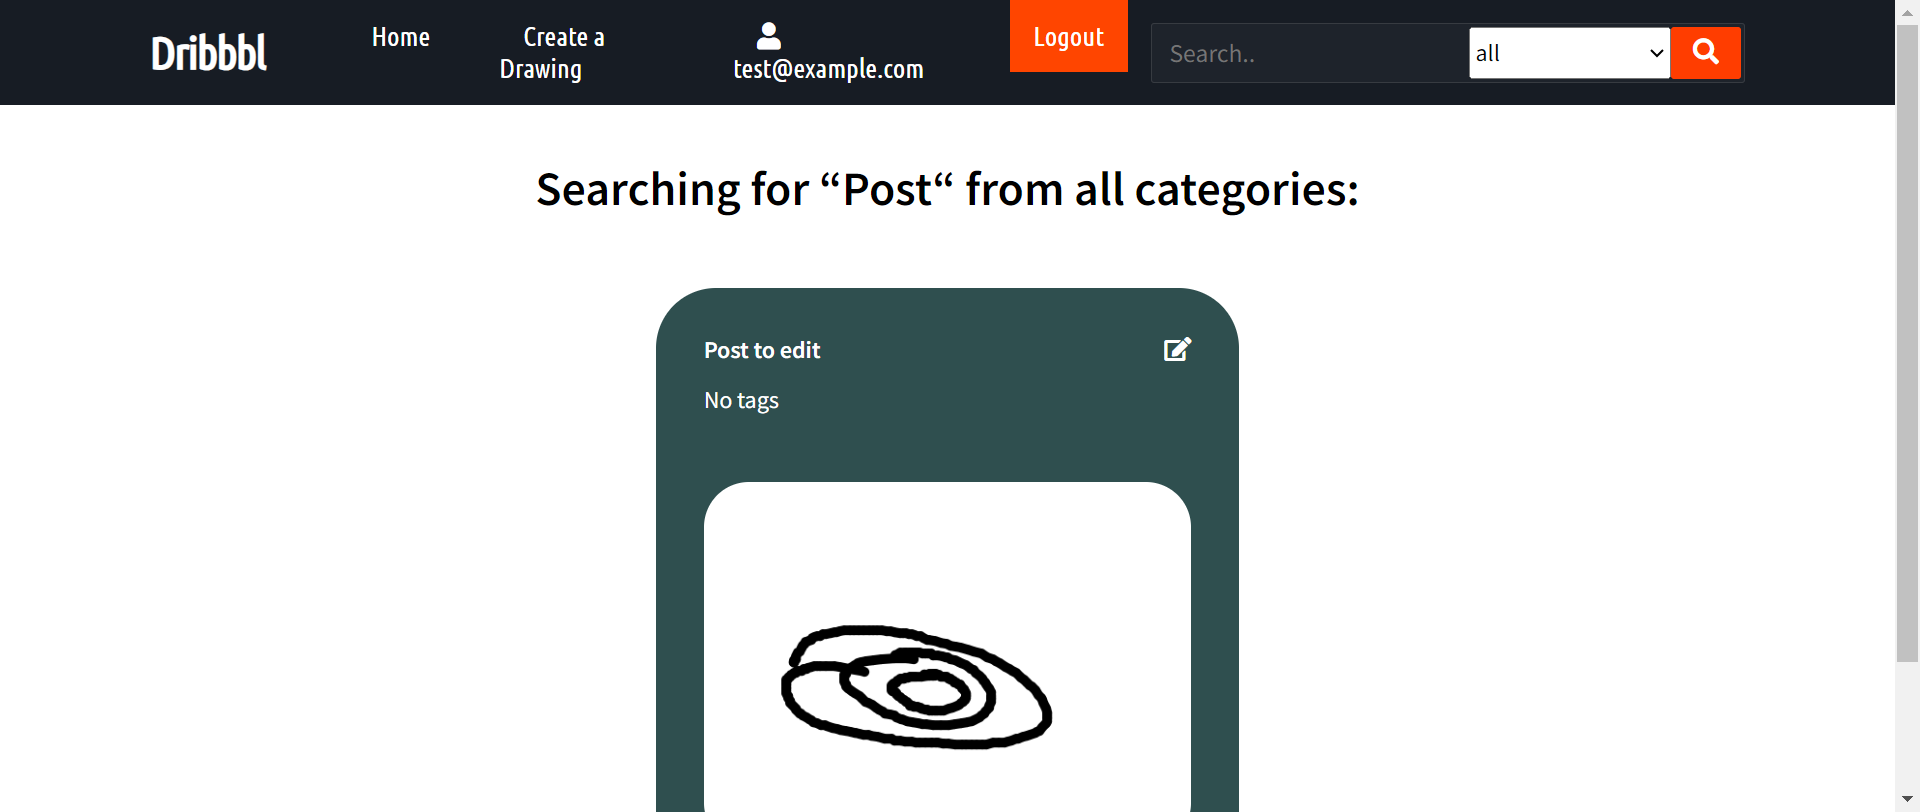 Dribbbl
Home
Create a
Drawing
test@example.com
Logout
Search..
all
Searching for “Post“ from all categories:
Post to edit
No tags